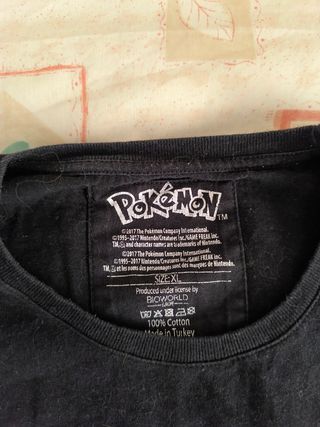 POKéMON TM
©2017 The Pokémon Company International.
©1995-2017 Nintendo/Creatures Inc./GAME FREAK Inc.
TM, ® and character names are trademarks of Nintendo.
©2017 The Pokémon Company International.
©1995-2017 Nintendo/Creatures Inc./GAME FREAK Inc.
TM, ® et les noms des personnages sont des marques de Nintendo.
SIZE: XL
Produced under license by
BIOWORLD
100% Cotton
Made in Turkey